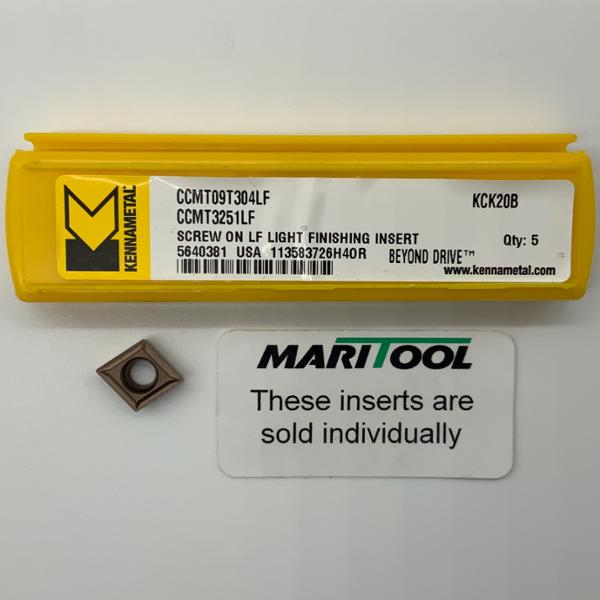 KENNAMETAL
CCMT09T304LF
KCK20B
CCMT3251LF
SCREW ON LF LIGHT FINISHING INSERT
Qty: 5
5640381 USA 113583726H40R
BEYOND DRIVE™
www.kennametal.com
MARITOOL
These inserts are
sold individually